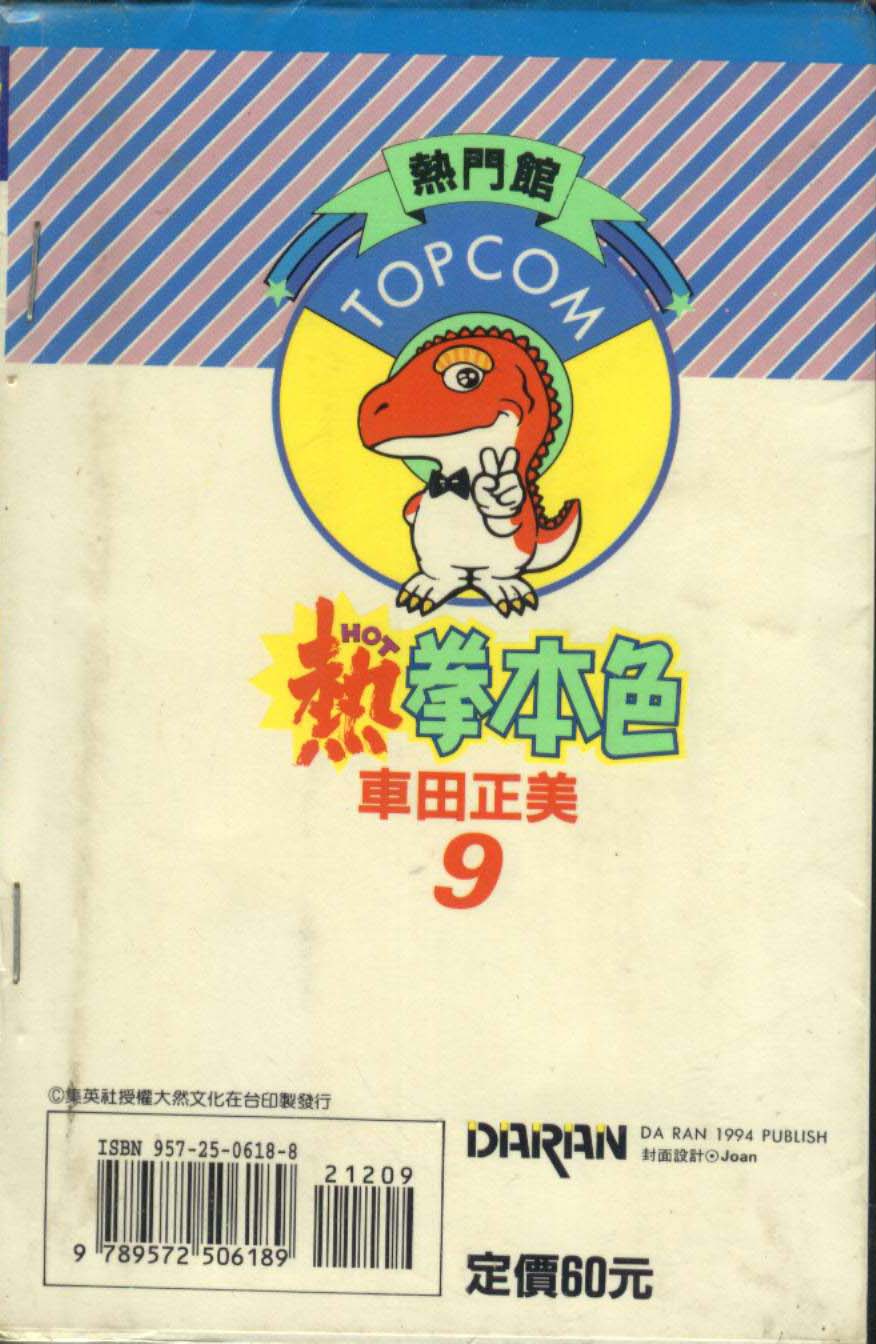 熱門館
TOPCOM
HOT
熱拳本色
車田正美
9
©集英社授權大然文化在台印製發行
ISBN 957-25-0618-8
21209
9 789572 506189
DARAN
DA RAN 1994 PUBLISH
封面設計⊙Joan
定價60元